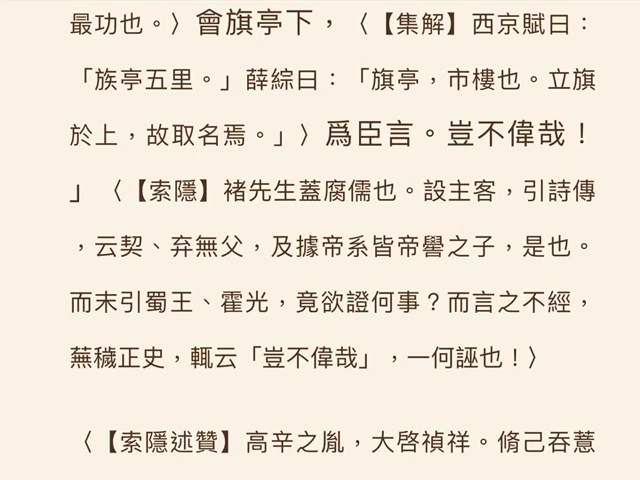 最功也。〉會旗亭下，〈【集解】西京賦曰：
「族亭五里。」薛綜曰：「旗亭，市樓也。立旗
於上，故取名焉。」〉爲臣言。豈不偉哉！
」〈【索隱】褚先生蓋腐儒也。設主客，引詩傳
，云契、弃無父，及據帝系皆帝嚳之子，是也。
而末引蜀王、霍光，竟欲證何事？而言之不經，
蕪穢正史，輒云「豈不偉哉」，一何誣也！〉
〈【索隱述贊】高辛之胤，大啓禎祥。脩己吞薏